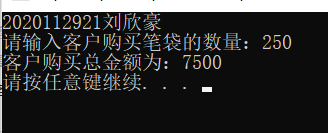 2020112921刘欣豪
请输入客户购买笔袋的数量：250
客户购买总金额为：7500
请按任意键继续. . .